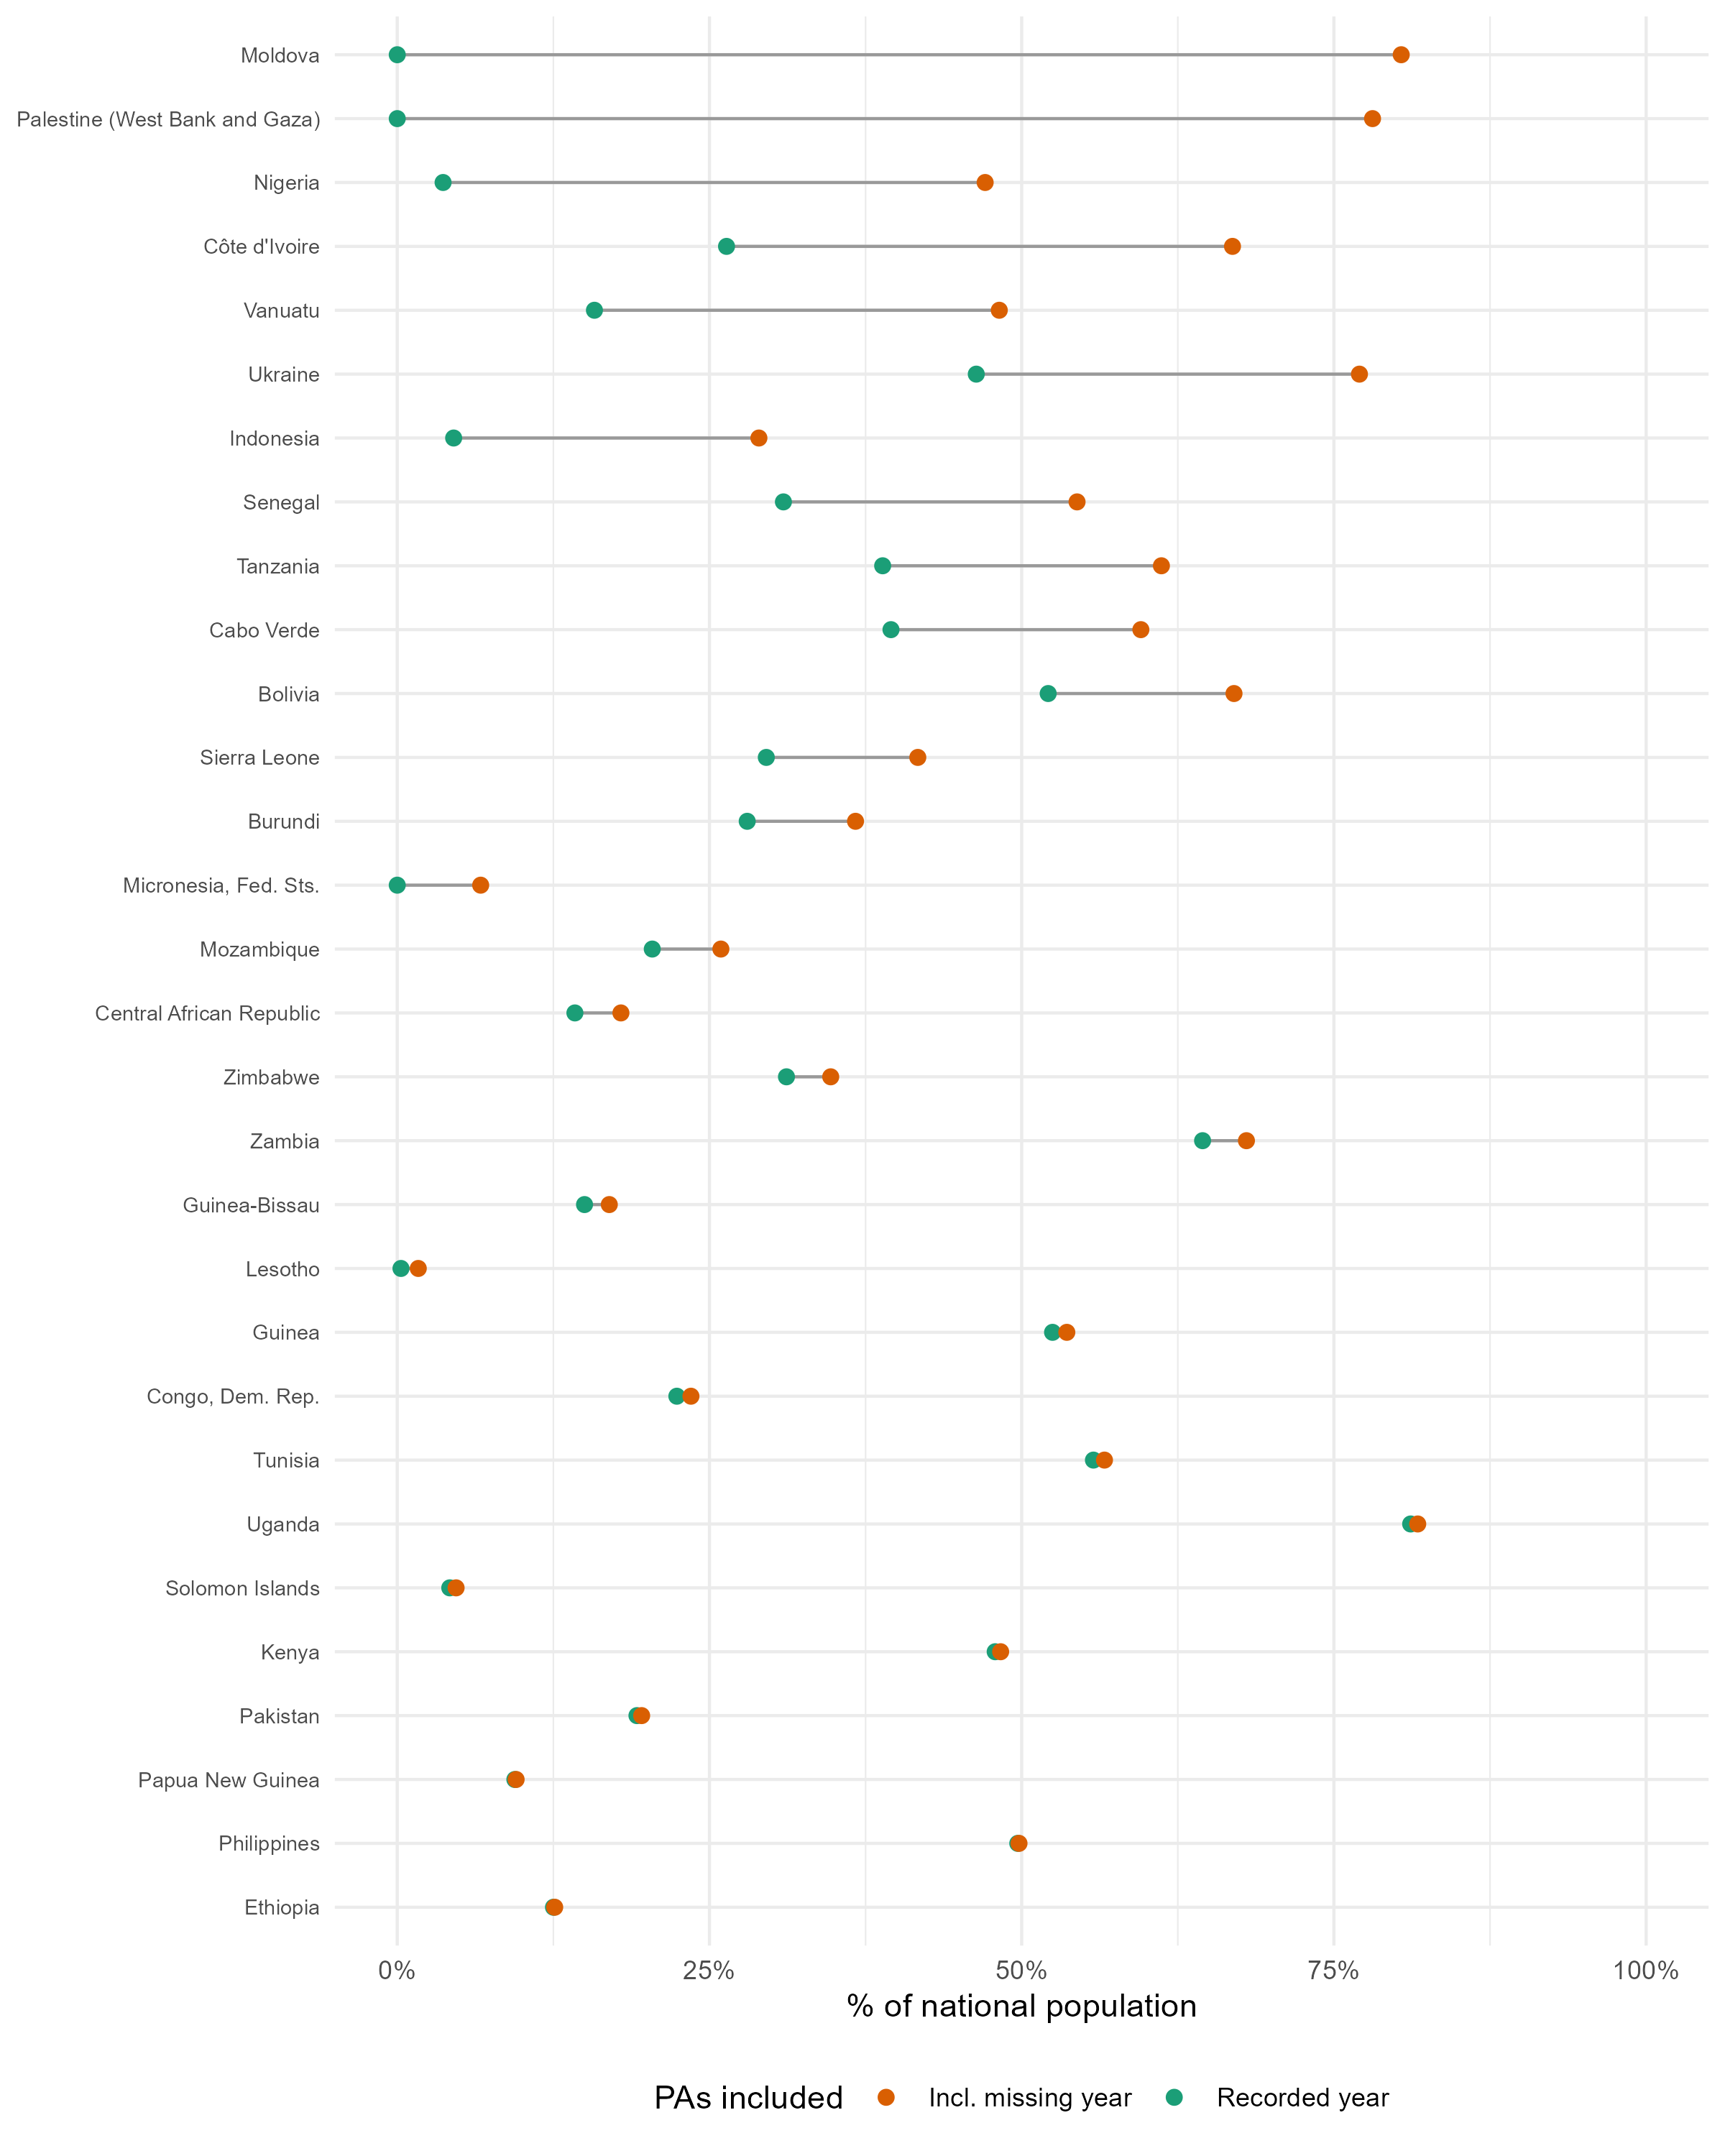 Moldova
Palestine (West Bank and Gaza)
Nigeria
Côte d'Ivoire
Vanuatu
Ukraine
Indonesia
Senegal
Tanzania
Cabo Verde
Bolivia
Sierra Leone
Burundi
Micronesia, Fed. Sts.
Mozambique
Central African Republic
Zimbabwe
Zambia
Guinea-Bissau
Lesotho
Guinea
Congo, Dem. Rep.
Tunisia
Uganda
Solomon Islands
Kenya
Pakistan
Papua New Guinea
Philippines
Ethiopia
0% 25% 50% 75% 100%
% of national population
PAs included Incl. missing year Recorded year